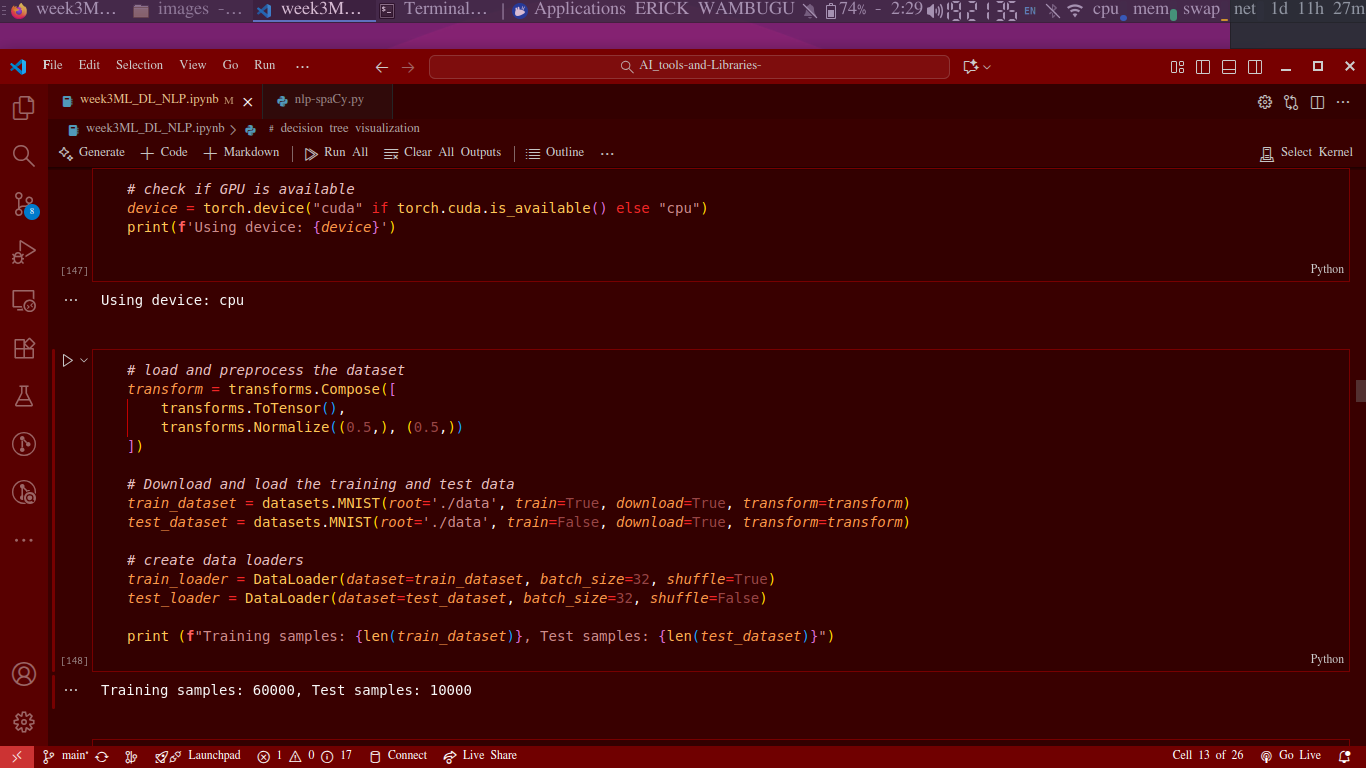 week3M... images -... week3M... Terminal... Applications ERICK WAMBUGU 74% - 2:29 19:21:35 EN cpu mem swap net 1d 11h 27m
File Edit Selection View Go Run ... AI_tools-and-Libraries-
week3ML_DL_NLP.ipynb M nlp-spaCy.py
week3ML_DL_NLP.ipynb > # decision tree visualization
Generate + Code + Markdown Run All Clear All Outputs Outline ... Select Kernel
# check if GPU is available
device = torch.device("cuda" if torch.cuda.is_available() else "cpu")
print(f'Using device: {device}')
[147] Python
Using device: cpu
# load and preprocess the dataset
transform = transforms.Compose([
    transforms.ToTensor(),
    transforms.Normalize((0.5,), (0.5,))
])
# Download and load the training and test data
train_dataset = datasets.MNIST(root='./data', train=True, download=True, transform=transform)
test_dataset = datasets.MNIST(root='./data', train=False, download=True, transform=transform)
# create data loaders
train_loader = DataLoader(dataset=train_dataset, batch_size=32, shuffle=True)
test_loader = DataLoader(dataset=test_dataset, batch_size=32, shuffle=False)
print (f"Training samples: {len(train_dataset)}, Test samples: {len(test_dataset)}")
[148] Python
Training samples: 60000, Test samples: 10000
8
main* Launchpad 1 0 17 Connect Live Share Cell 13 of 26 Go Live